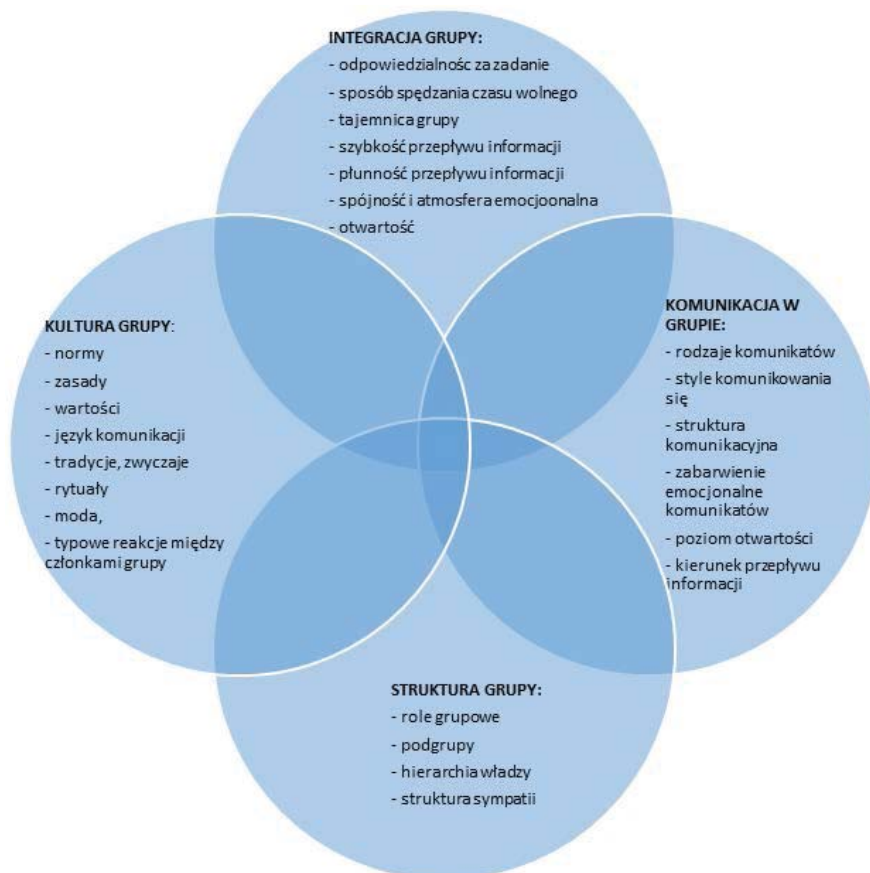 INTEGRACJA GRUPY:
- odpowiedzialnośc za zadanie
- sposób spędzania czasu wolnego
- tajemnica grupy
- szybkość przepływu informacji
- płunność przepływu informacji
- spójność i atmosfera emocjoonalna
- otwartość
KULTURA GRUPY:
- normy
- zasady
- wartości
- język komunikacji
- tradycje, zwyczaje
- rytuały
- moda,
- typowe reakcje między
członkami grupy
KOMUNIKACJA W
GRUPIE:
- rodzaje komunikatów
- style komunikowania
się
- struktura
komunikacyjna
- zabarwienie
emocjonalne
komunikatów
- poziom otwartości
- kierunek przepływu
informacji
STRUKTURA GRUPY:
- role grupowe
- podgrupy
- hierarchia władzy
- struktura sympatii